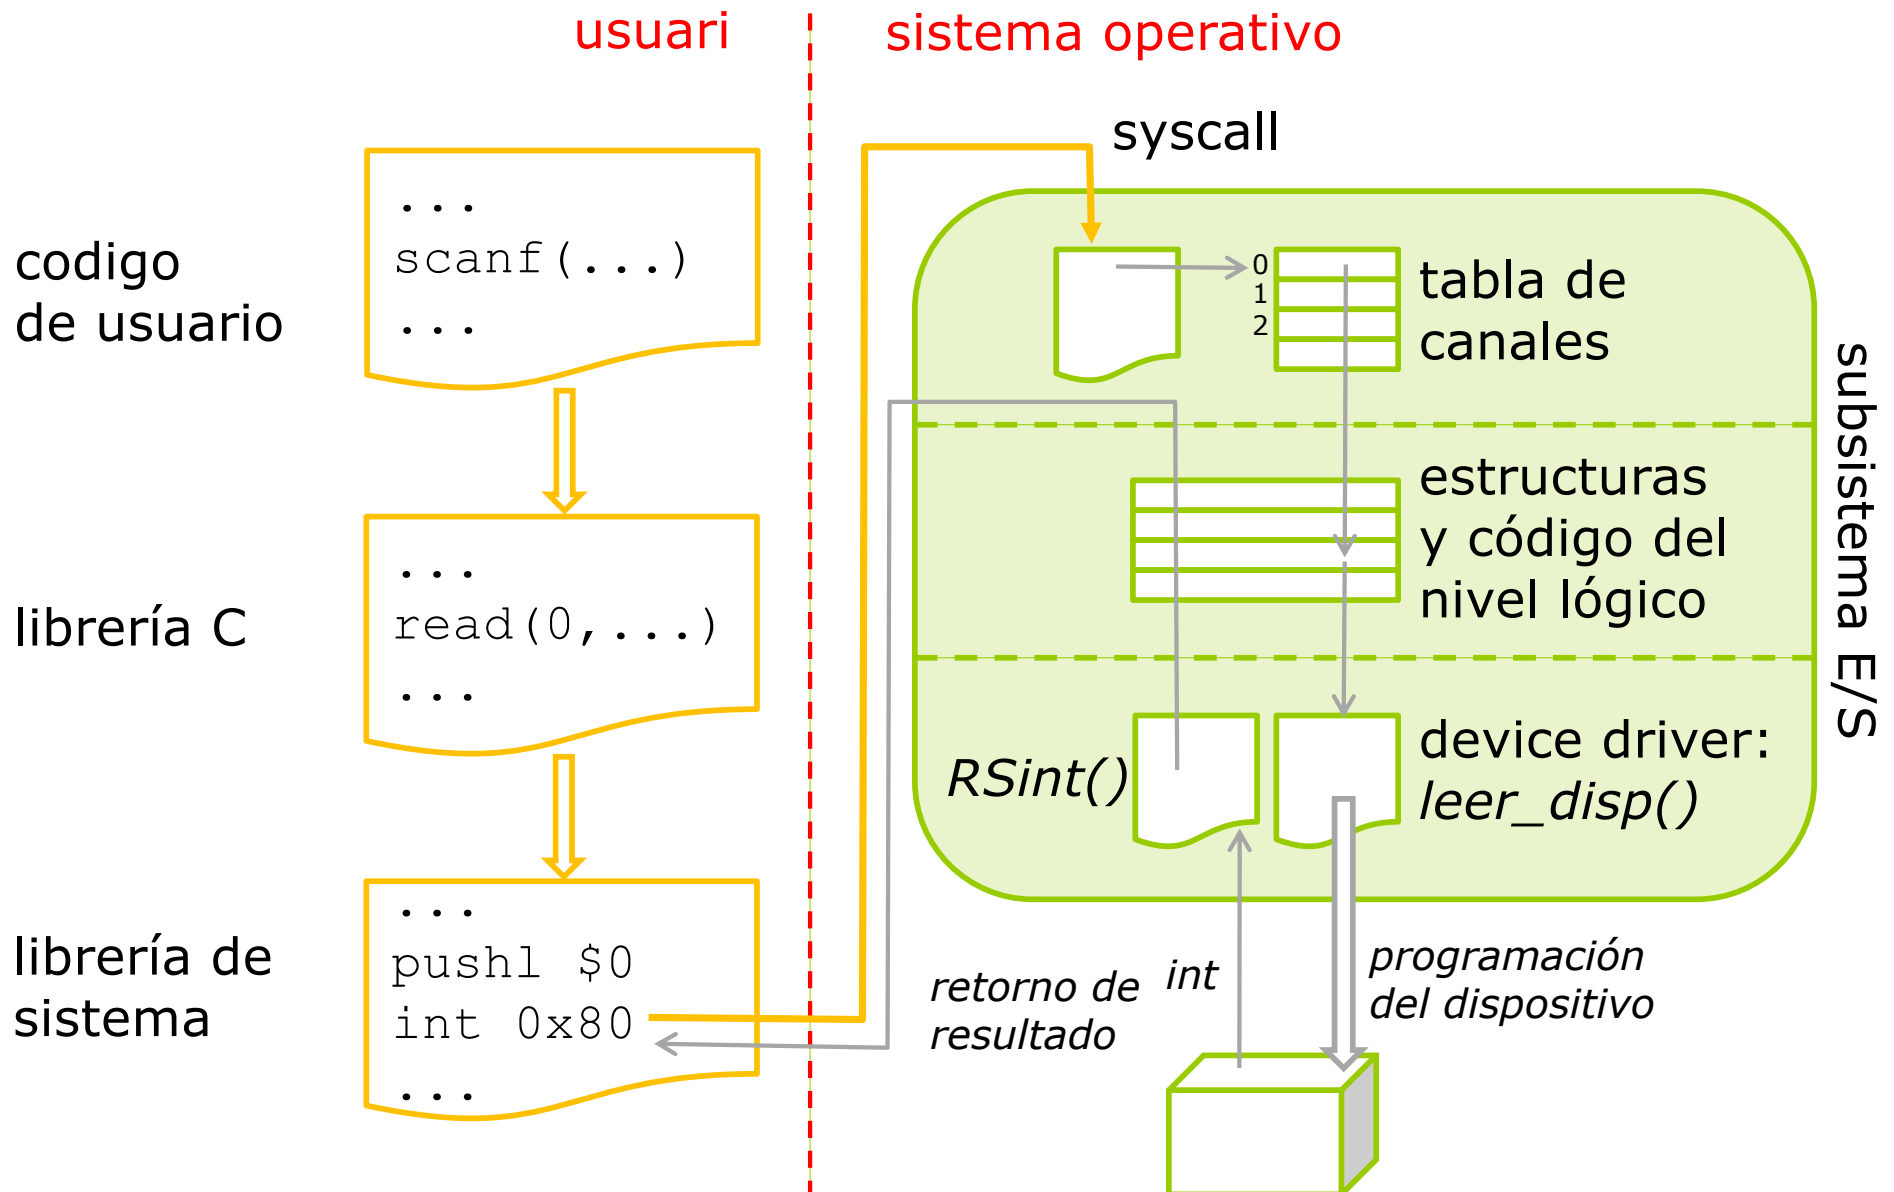 usuari
sistema operativo
syscall
codigo
de usuario
...
scanf(...)
...
0
1
2
tabla de
canales
subsistema E/S
estructuras
y código del
nivel lógico
librería C
...
read(0,...)
...
RSint()
device driver:
leer_disp()
librería de
sistema
...
pushl $0
int 0x80
...
retorno de
resultado
int
programación
del dispositivo